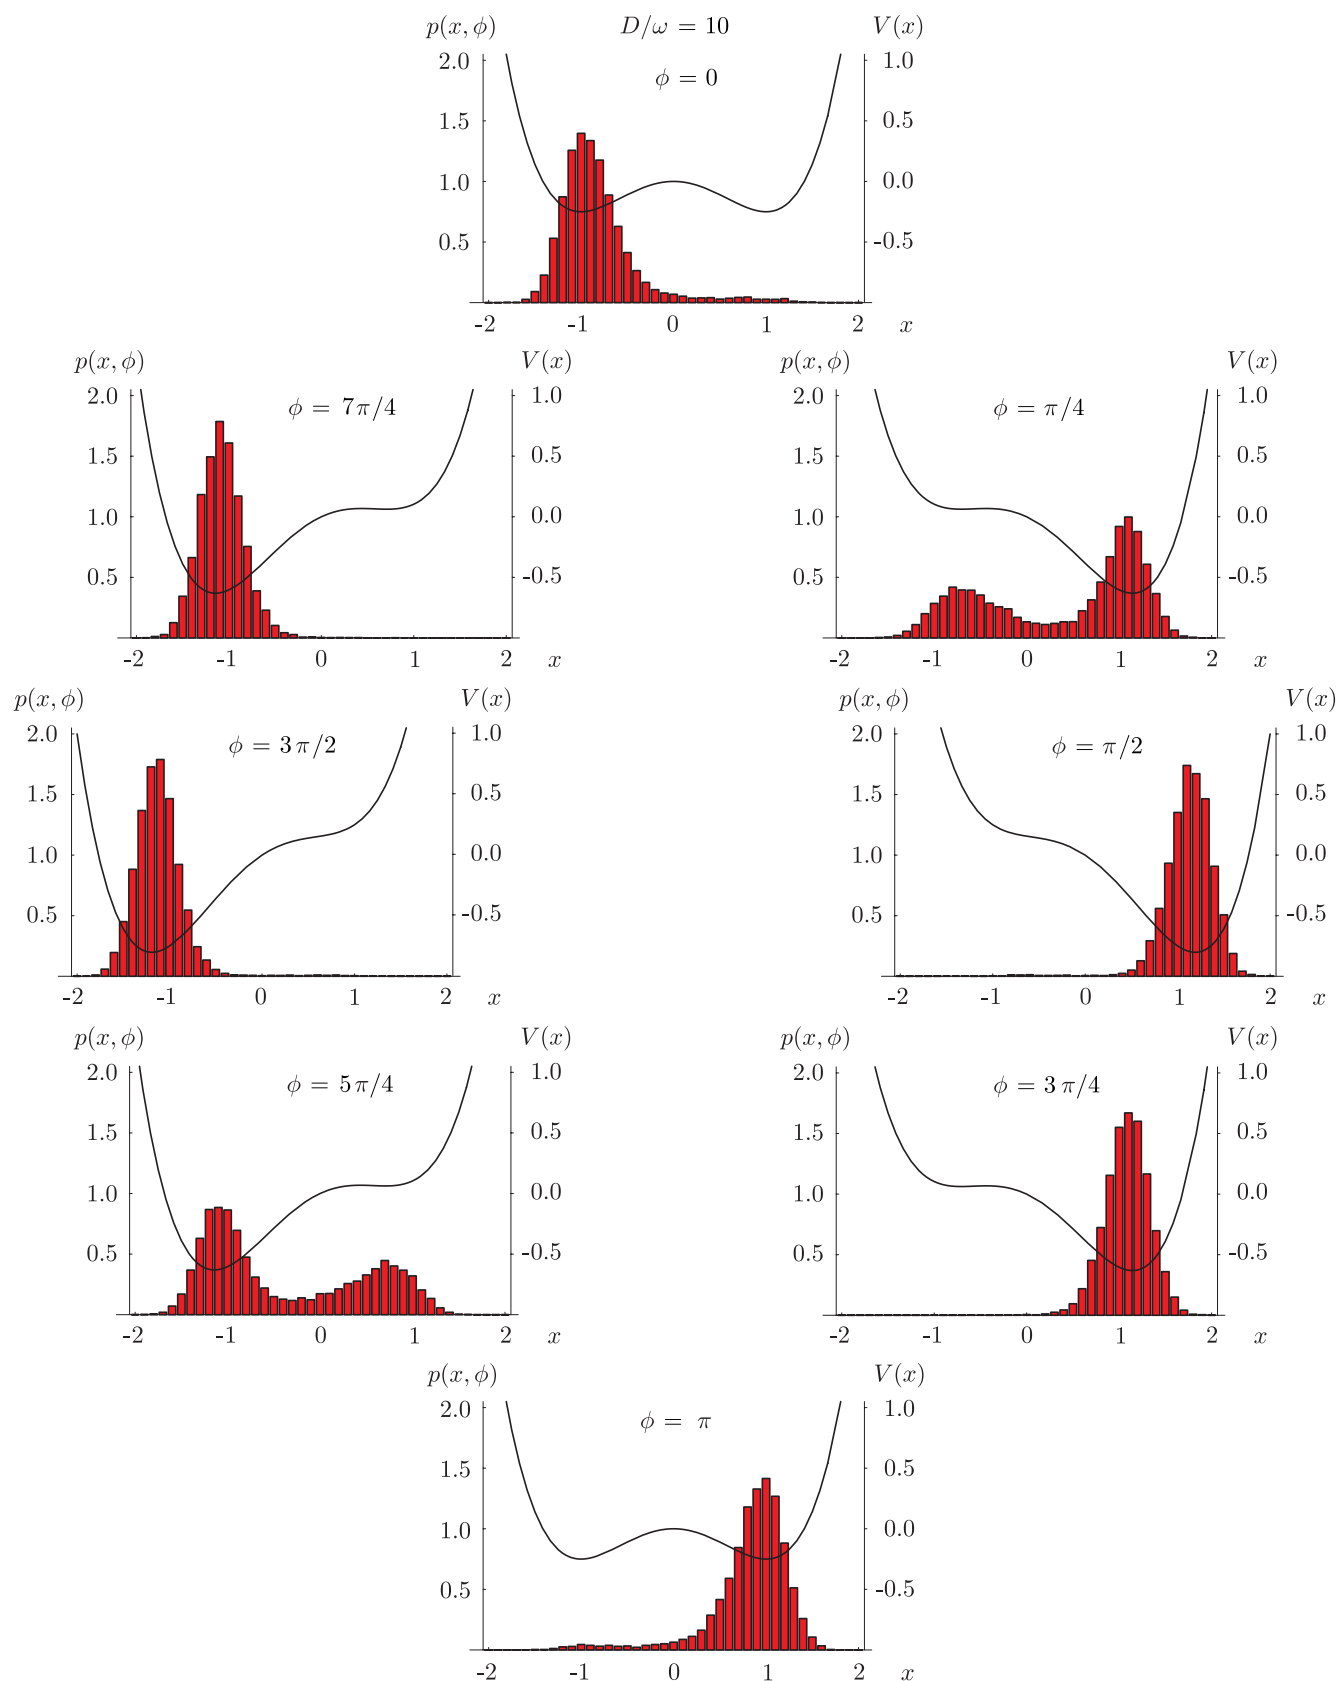 p(x, ϕ) D/ω = 10 V(x)
2.0 ϕ = 0 1.0
1.5 0.5
1.0 0.0
0.5 -0.5
-2 -1 0 1 2 x
p(x, ϕ) V(x) p(x, ϕ) V(x)
2.0 ϕ = 7π/4 1.0 2.0 ϕ = π/4 1.0
1.5 0.5 1.5 0.5
1.0 0.0 1.0 0.0
0.5 -0.5 0.5 -0.5
-2 -1 0 1 2 x -2 -1 0 1 2 x
p(x, ϕ) V(x) p(x, ϕ) V(x)
2.0 ϕ = 3π/2 1.0 2.0 ϕ = π/2 1.0
1.5 0.5 1.5 0.5
1.0 0.0 1.0 0.0
0.5 -0.5 0.5 -0.5
-2 -1 0 1 2 x -2 -1 0 1 2 x
p(x, ϕ) V(x) p(x, ϕ) V(x)
2.0 ϕ = 5π/4 1.0 2.0 ϕ = 3π/4 1.0
1.5 0.5 1.5 0.5
1.0 0.0 1.0 0.0
0.5 -0.5 0.5 -0.5
-2 -1 0 1 2 x -2 -1 0 1 2 x
p(x, ϕ) V(x)
2.0 ϕ = π 1.0
1.5 0.5
1.0 0.0
0.5 -0.5
-2 -1 0 1 2 x